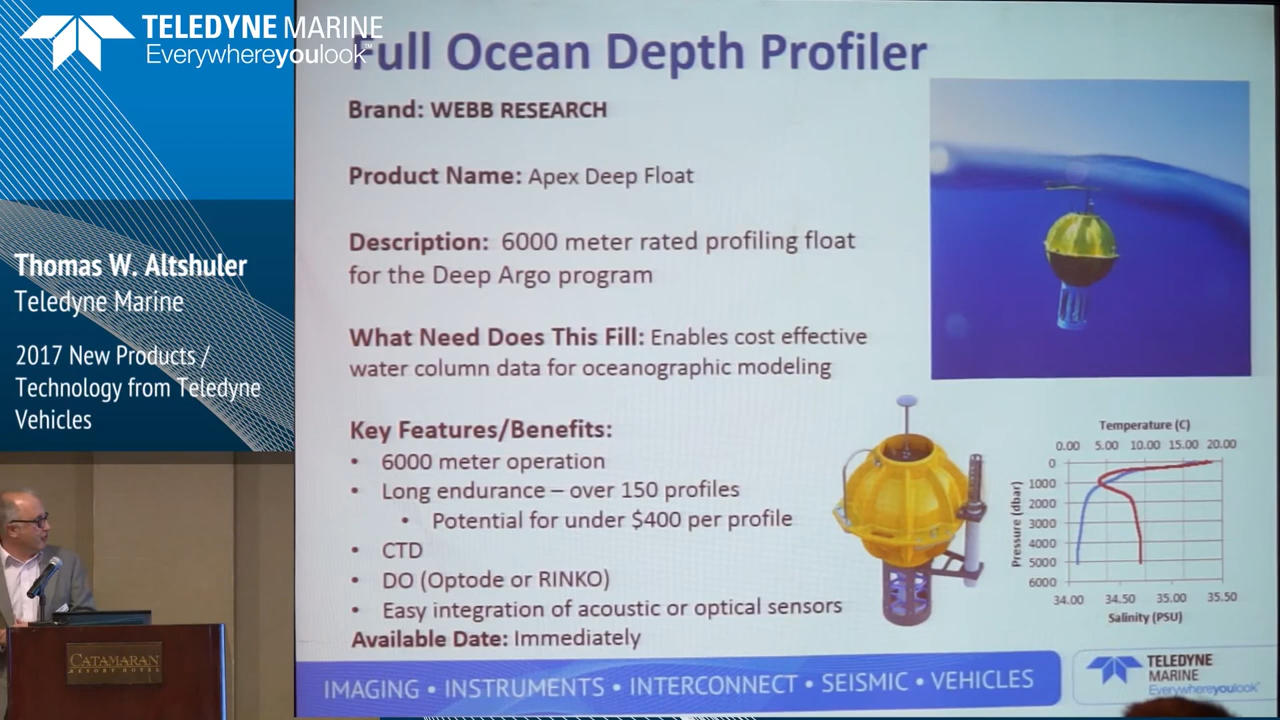 TELEDYNE MARINE
Everywhereyoulook™
Thomas W. Altshuler
Teledyne Marine
2017 New Products /
Technology from Teledyne
Vehicles
CATAMARAN
RESORT HOTEL
Full Ocean Depth Profiler
Brand: WEBB RESEARCH
Product Name: Apex Deep Float
Description: 6000 meter rated profiling float
for the Deep Argo program
What Need Does This Fill: Enables cost effective
water column data for oceanographic modeling
Key Features/Benefits:
• 6000 meter operation
• Long endurance – over 150 profiles
• Potential for under $400 per profile
• CTD
• DO (Optode or RINKO)
• Easy integration of acoustic or optical sensors
Available Date: Immediately
Temperature (C)
0.00 5.00 10.00 15.00 20.00
Pressure (dbar)
0
1000
2000
3000
4000
5000
6000
34.00 34.50 35.00 35.50
Salinity (PSU)
IMAGING • INSTRUMENTS • INTERCONNECT • SEISMIC • VEHICLES
TELEDYNE
MARINE
Everywhereyoulook™